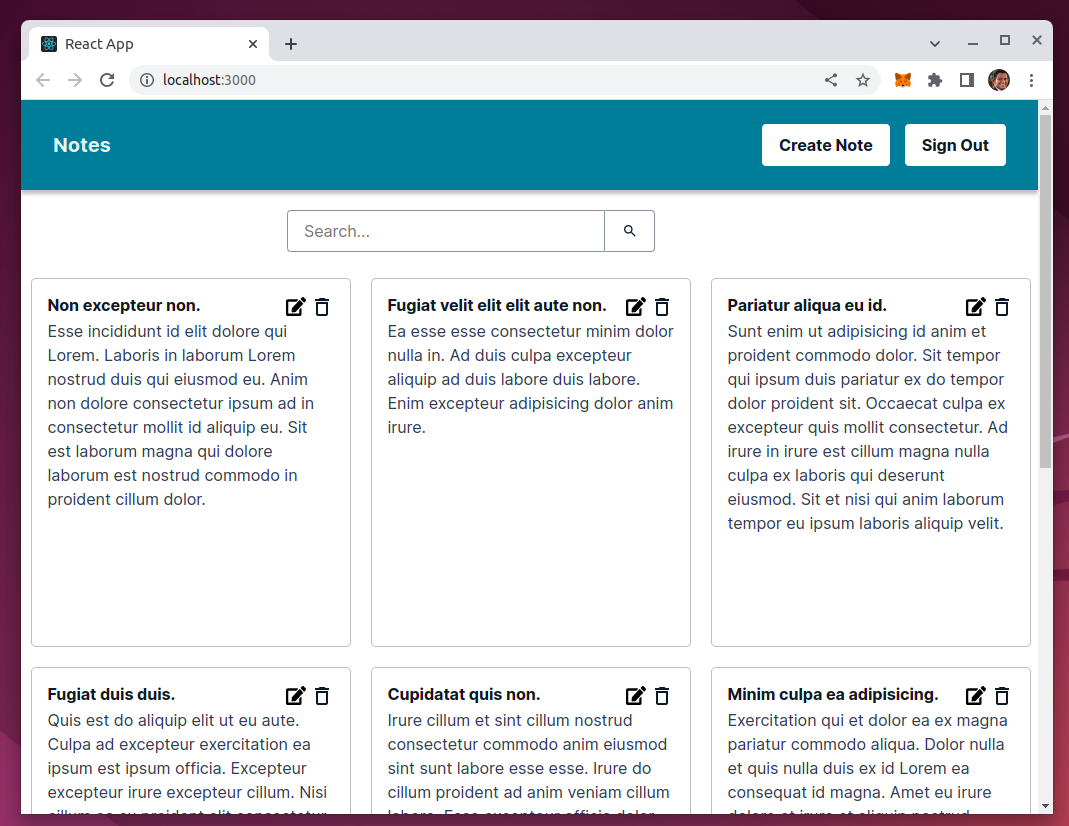 React App
localhost:3000
Notes
Create Note
Sign Out
Search...
Non excepteur non.
Esse incididunt id elit dolore qui
Lorem. Laboris in laborum Lorem
nostrud duis qui eiusmod eu. Anim
non dolore consectetur ipsum ad in
consectetur mollit id aliquip eu. Sit
est laborum magna qui dolore
laborum est nostrud commodo in
proident cillum dolor.
Fugiat velit elit elit aute non.
Ea esse esse consectetur minim dolor
nulla in. Ad duis culpa excepteur
aliquip ad duis labore duis labore.
Enim excepteur adipisicing dolor anim
irure.
Pariatur aliqua eu id.
Sunt enim ut adipisicing id anim et
proident commodo dolor. Sit tempor
qui ipsum duis pariatur ex do tempor
dolor proident sit. Occaecat culpa ex
excepteur quis mollit consectetur. Ad
irure in irure est cillum magna nulla
culpa ex laboris qui deserunt
eiusmod. Sit et nisi qui anim laborum
tempor eu ipsum laboris aliquip velit.
Fugiat duis duis.
Quis est do aliquip elit ut eu aute.
Culpa ad excepteur exercitation ea
ipsum est ipsum officia. Excepteur
excepteur irure excepteur cillum. Nisi
Cupidatat quis non.
Irure cillum et sint cillum nostrud
consectetur commodo anim eiusmod
sint sunt labore esse esse. Irure do
cillum proident ad anim veniam cillum
Minim culpa ea adipisicing.
Exercitation qui et dolor ea ex magna
pariatur commodo aliqua. Dolor nulla
et quis nulla duis ex id Lorem ea
consequat id magna. Amet eu irure